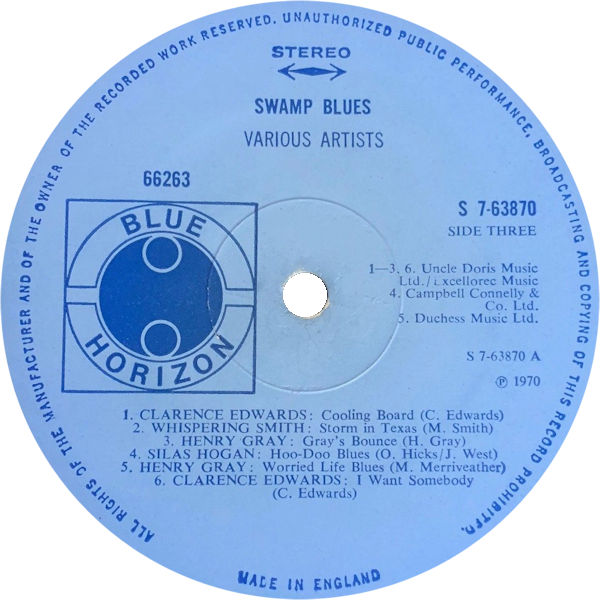 ALL RIGHTS OF THE MANUFACTURER AND OF THE OWNER OF THE RECORDED WORK RESERVED. UNAUTHORIZED PUBLIC PERFORMANCE, BROADCASTING AND COPYING OF THIS RECORD PROHIBITED.
STEREO
SWAMP BLUES
VARIOUS ARTISTS
66263
BLUE
HORIZON
S 7-63870
SIDE THREE
1—3, 6. Uncle Doris Music
Ltd./Excellorec Music
4. Campbell Connelly &
Co. Ltd.
5. Duchess Music Ltd.
S 7-63870 A
℗ 1970
1. CLARENCE EDWARDS: Cooling Board (C. Edwards)
2. WHISPERING SMITH: Storm in Texas (M. Smith)
3. HENRY GRAY: Gray's Bounce (H. Gray)
4. SILAS HOGAN: Hoo-Doo Blues (O. Hicks/J. West)
5. HENRY GRAY: Worried Life Blues (M. Merriveather)
6. CLARENCE EDWARDS: I Want Somebody
(C. Edwards)
MADE IN ENGLAND